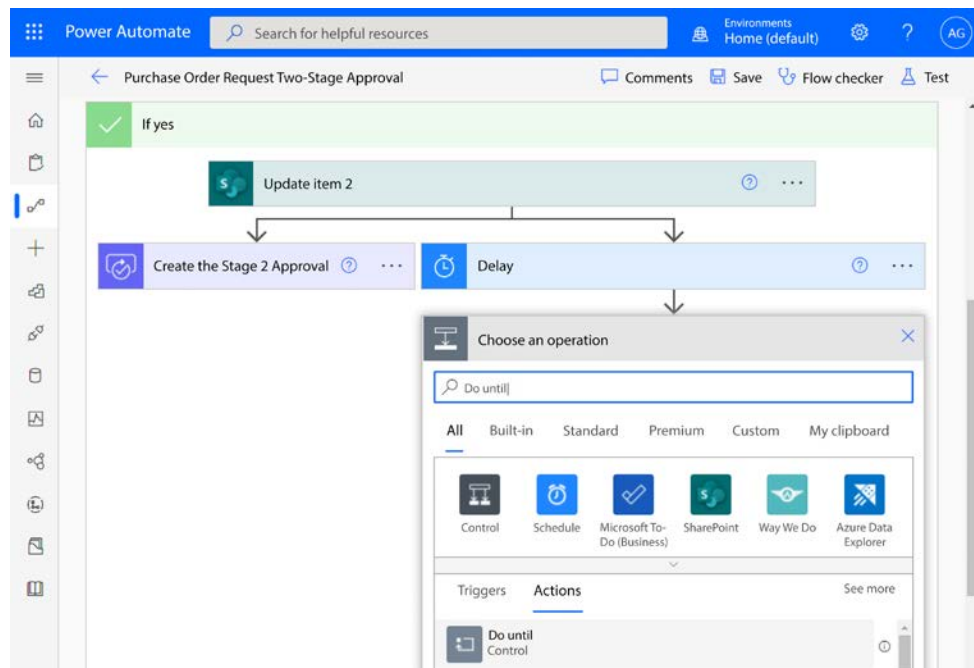 Power Automate
Search for helpful resources
Environments
Home (default)
?
AG
Purchase Order Request Two-Stage Approval
Comments
Save
Flow checker
Test
If yes
Update item 2
?
...
Create the Stage 2 Approval
?
...
Delay
?
...
Choose an operation
Do until
All Built-in Standard Premium Custom My clipboard
Control
Schedule
Microsoft To-
Do (Business)
SharePoint
Way We Do
Azure Data
Explorer
Triggers Actions See more
Do until
Control